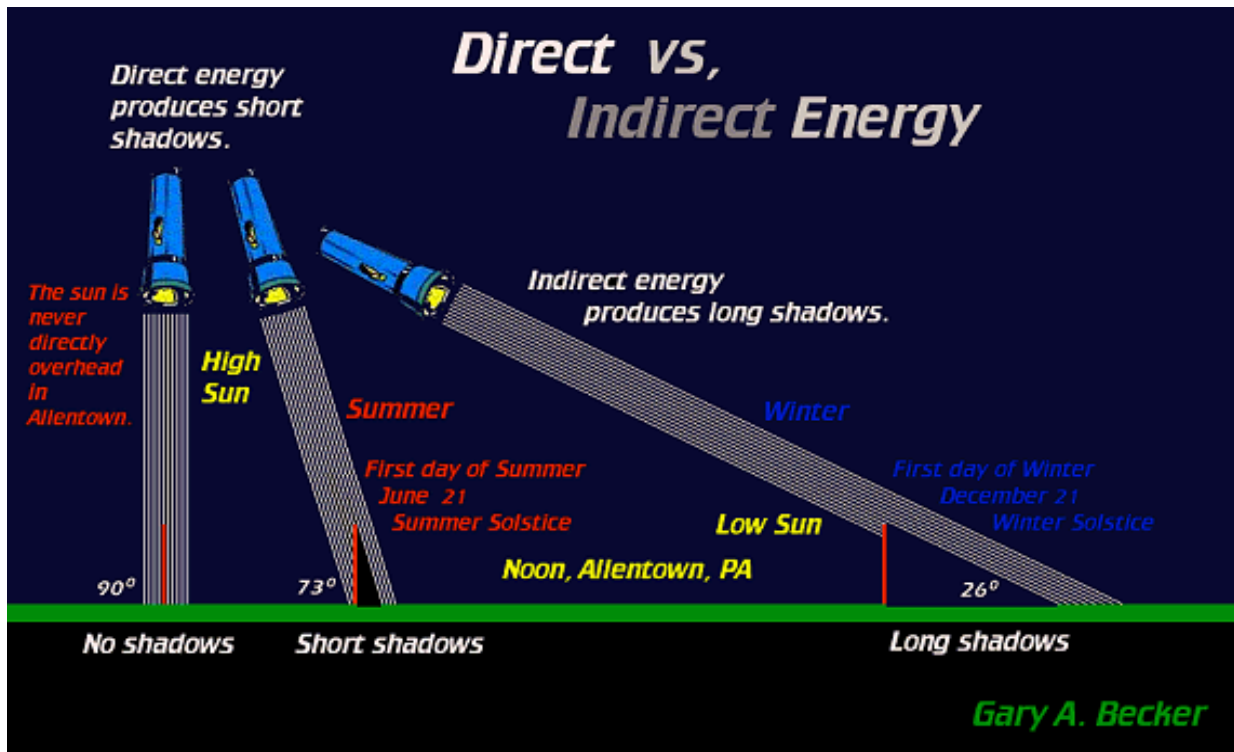 Direct vs,
Indirect Energy
Direct energy
produces short
shadows.
Indirect energy
produces long shadows.
The sun is
never
directly
overhead
in
Allentown.
High
Sun
Summer
Winter
First day of Summer
June 21
Summer Solstice
First day of Winter
December 21
Winter Solstice
Low Sun
Noon, Allentown, PA
90°
73°
26°
No shadows
Short shadows
Long shadows
Gary A. Becker